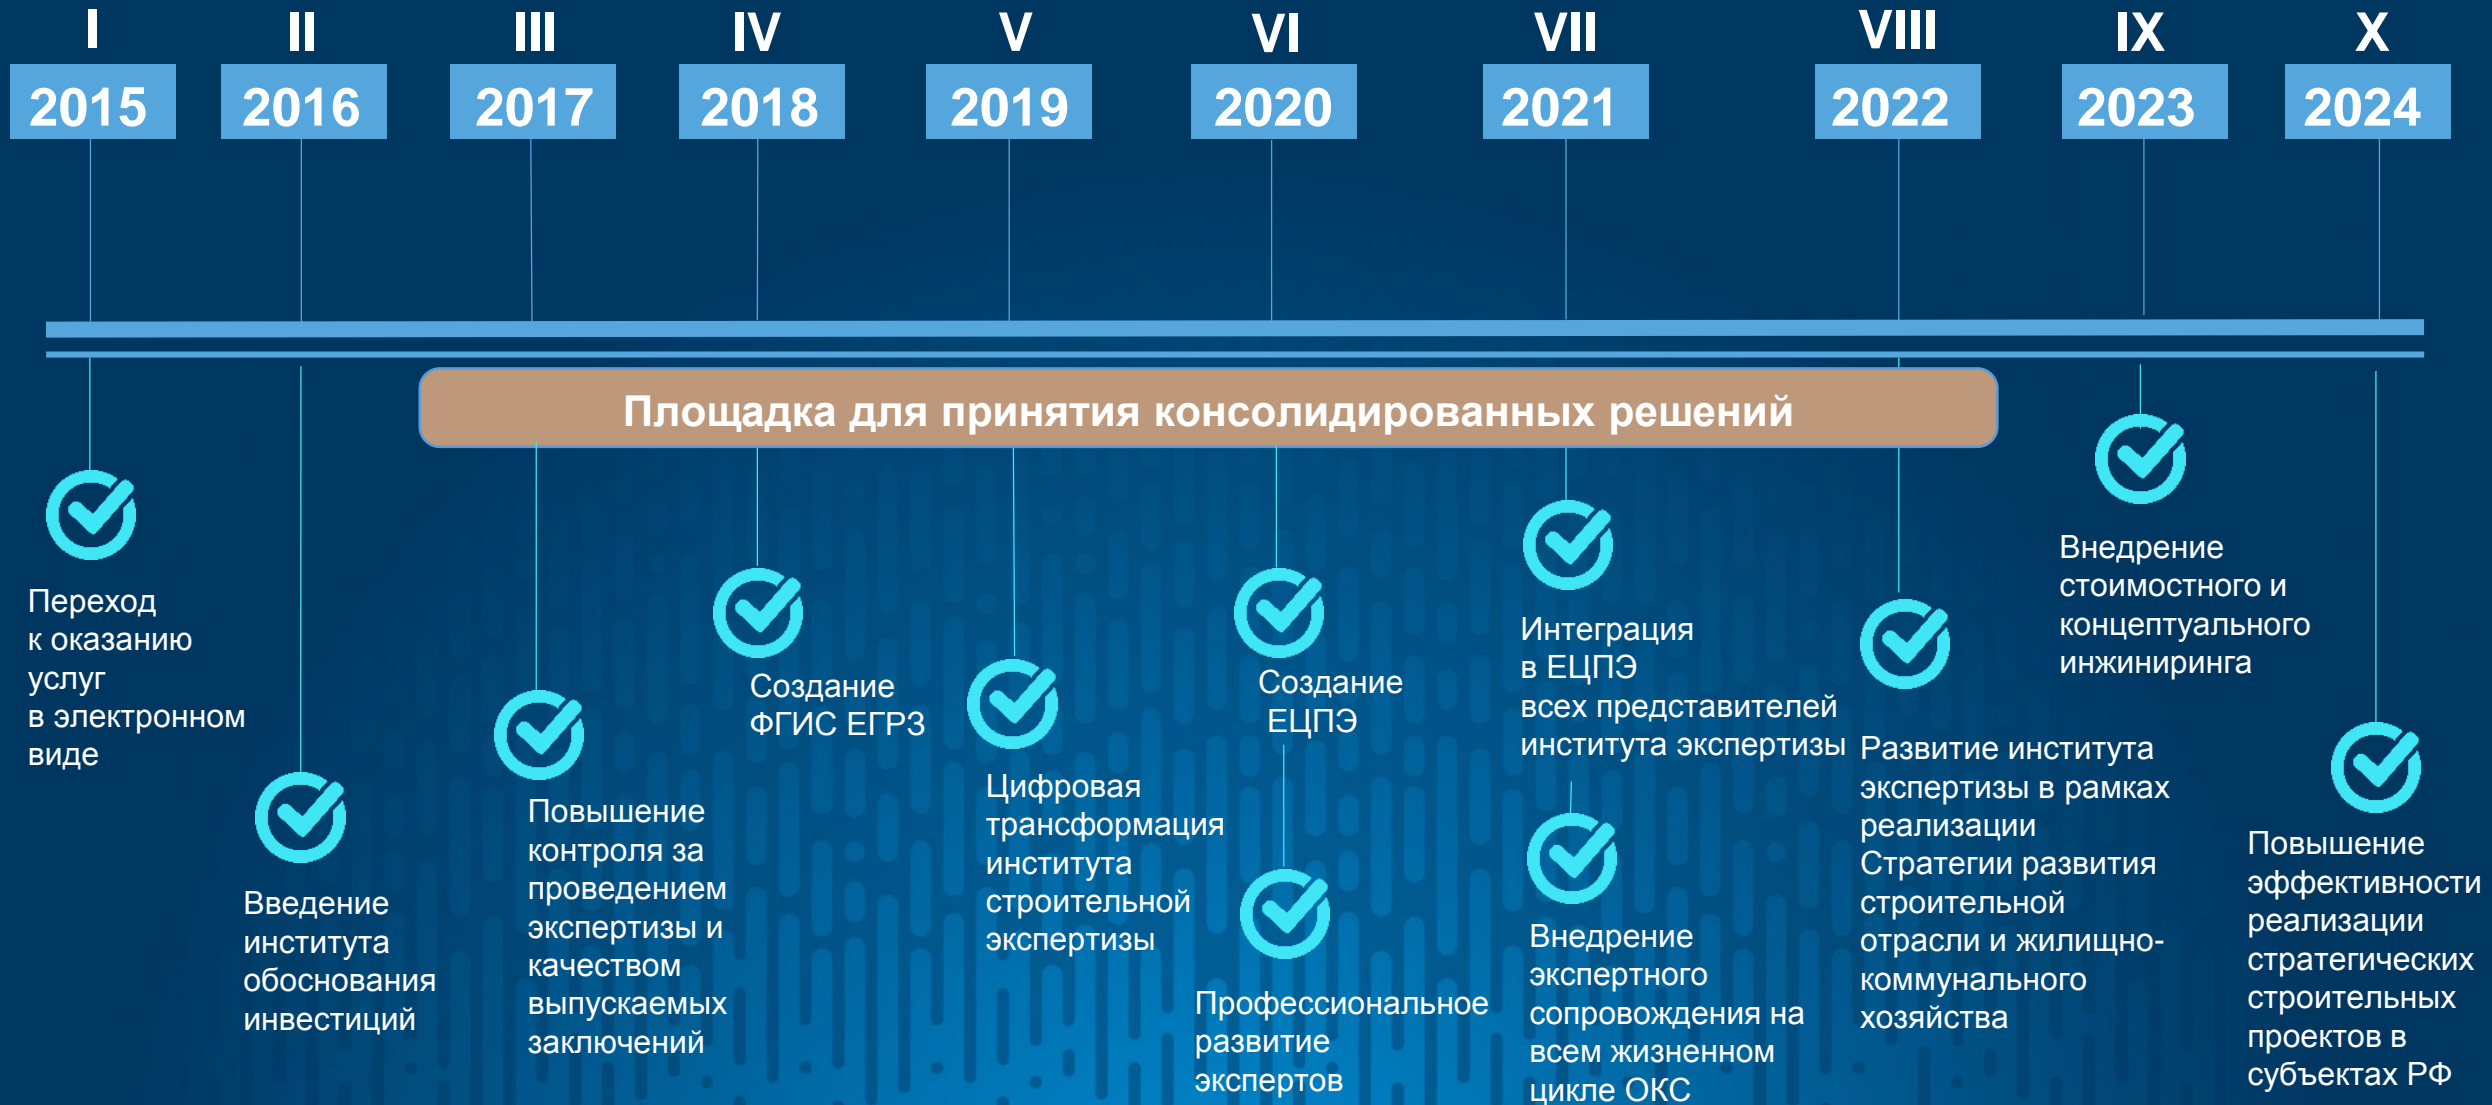 I
II
III
IV
V
VI
VII
VIII
IX
X
2015
2016
2017
2018
2019
2020
2021
2022
2023
2024
Площадка для принятия консолидированных решений
Переход
к оказанию
услуг
в электронном
виде
Введение
института
обоснования
инвестиций
Повышение
контроля за
проведением
экспертизы и
качеством
выпускаемых
заключений
Создание
ФГИС ЕГРЗ
Цифровая
трансформация
института
строительной
экспертизы
Создание
ЕЦПЭ
Профессиональное
развитие
экспертов
Интеграция
в ЕЦПЭ
всех представителей
института экспертизы
Внедрение
экспертного
сопровождения на
всем жизненном
цикле ОКС
Развитие института
экспертизы в рамках
реализации
Стратегии развития
строительной
отрасли и жилищно-
коммунального
хозяйства
Внедрение
стоимостного и
концептуального
инжиниринга
Повышение
эффективности
реализации
стратегических
строительных
проектов в
субъектах РФ